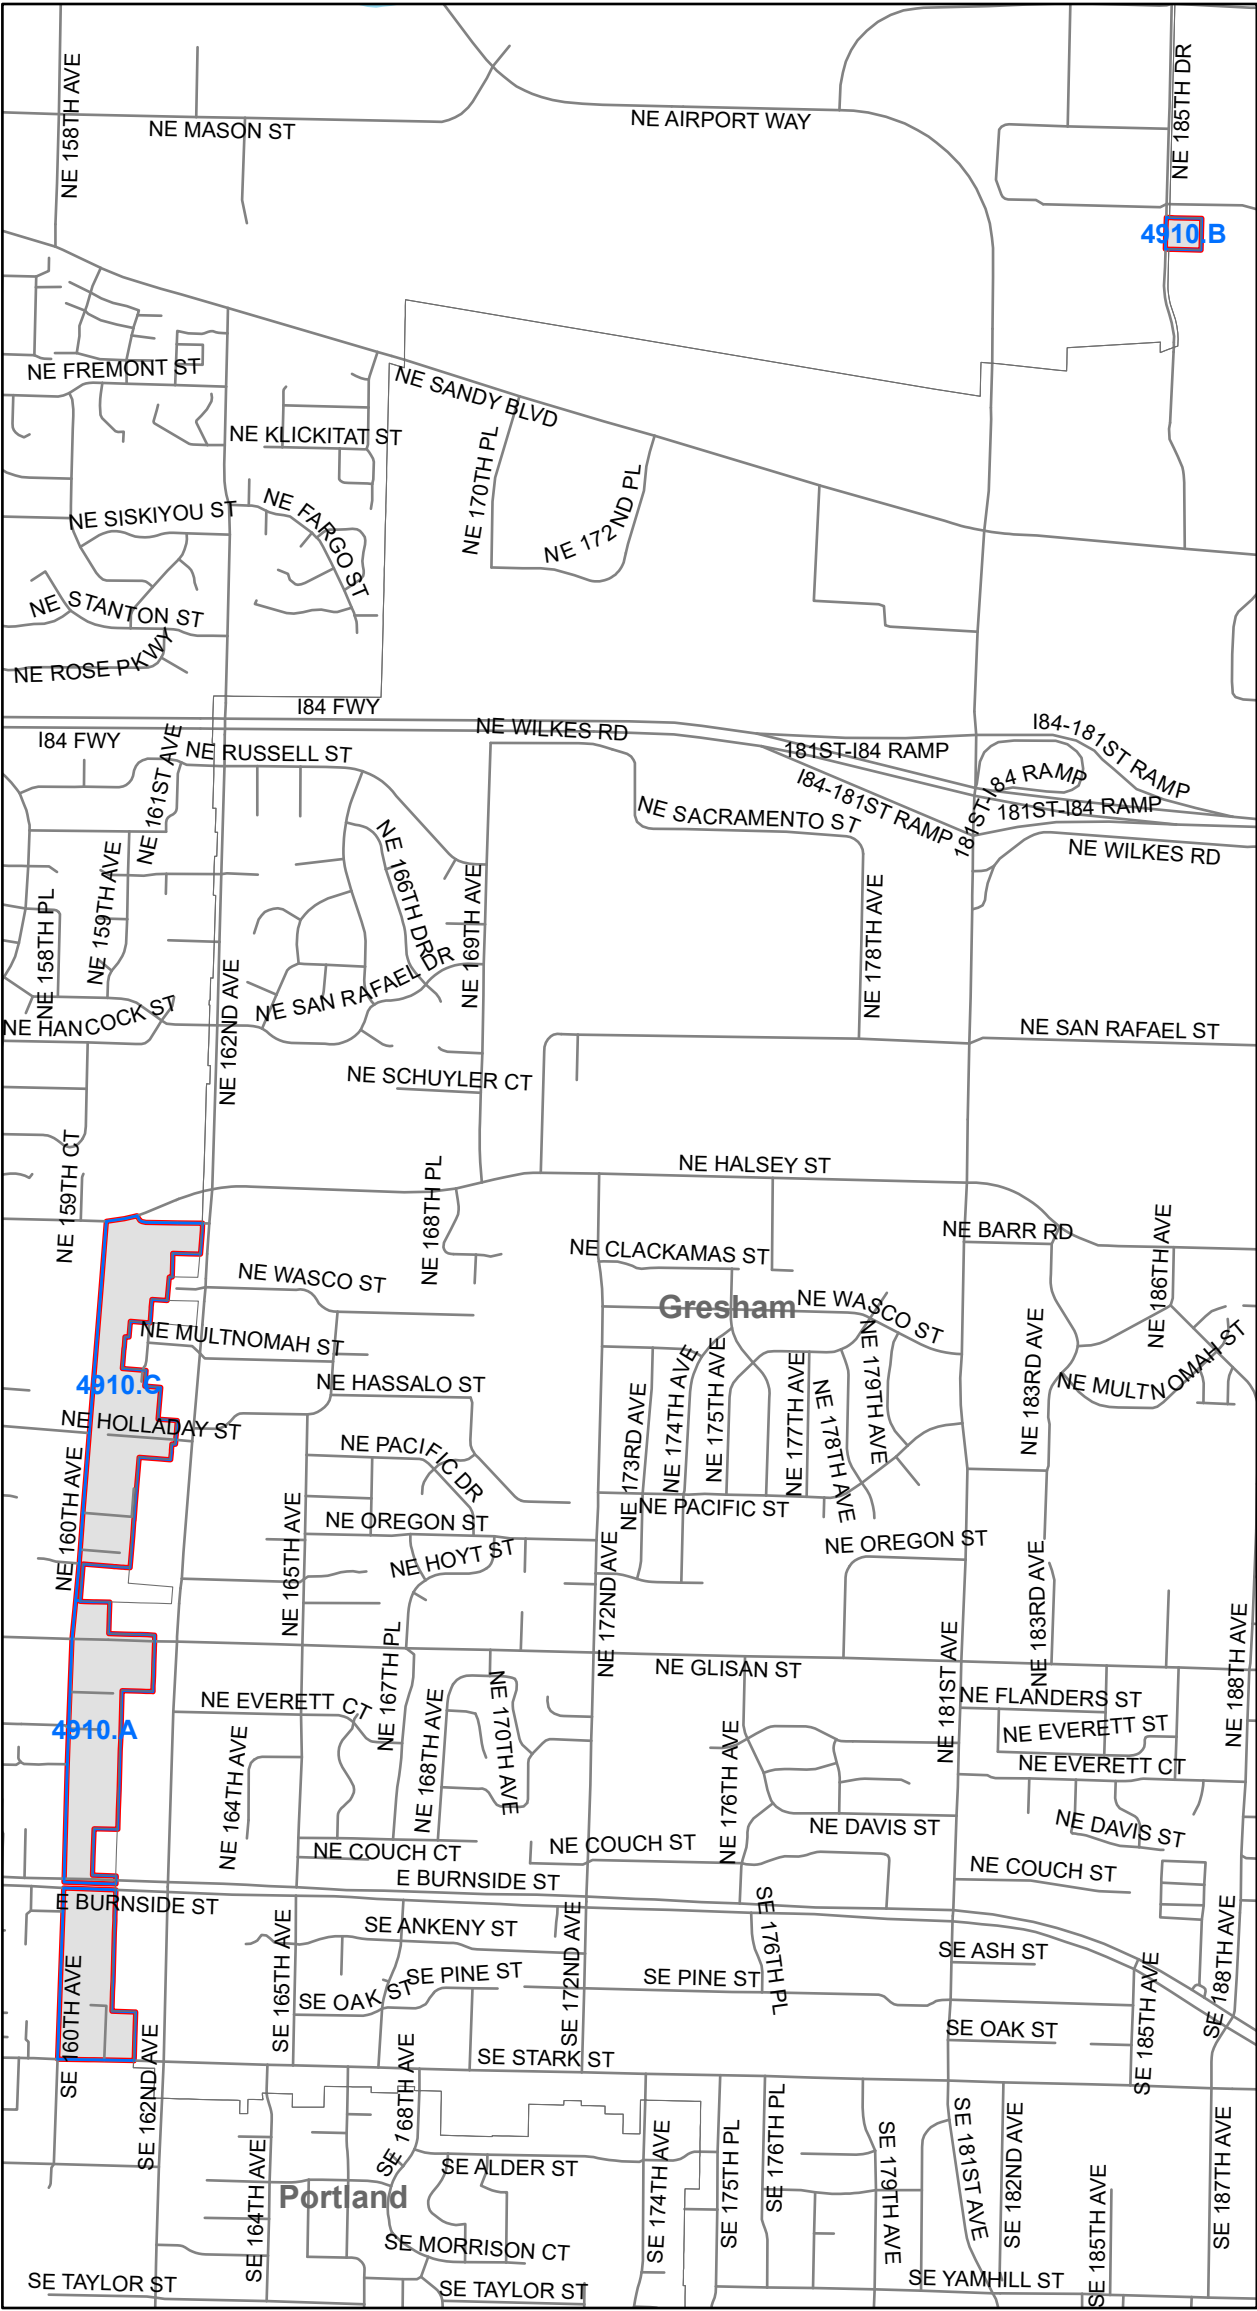 NE 158TH AVE
NE MASON ST
NE AIRPORT WAY
NE 185TH DR
4910.B
NE FREMONT ST
NE SANDY BLVD
NE KLICKITAT ST
NE 170TH PL
NE 172ND PL
NE SISKIYOU ST
NE FARGO ST
NE STANTON ST
NE ROSE PKWY
I84 FWY
NE WILKES RD
I84 FWY
NE 161ST AVE
NE RUSSELL ST
181ST-I84 RAMP
I84-181ST RAMP
I84-181ST RAMP
181ST-I84 RAMP
181ST-I84 RAMP
NE SACRAMENTO ST
NE WILKES RD
NE 158TH PL
NE 159TH AVE
NE 166TH DR
NE 169TH AVE
NE 178TH AVE
NE SAN RAFAEL DR
NE HANCOCK ST
NE 162ND AVE
NE SAN RAFAEL ST
NE SCHUYLER CT
NE 159TH CT
NE 168TH PL
NE HALSEY ST
NE BARR RD
NE CLACKAMAS ST
NE 186TH AVE
NE WASCO ST
Gresham
NE WASCO ST
NE MULTNOMAH ST
NE 174TH AVE
NE 175TH AVE
NE 179TH AVE
NE 183RD AVE
NE MULTNOMAH ST
4910.C
NE HASSALO ST
NE HOLLADAY ST
NE 173RD AVE
NE 177TH AVE
NE 178TH AVE
NE PACIFIC DR
NE PACIFIC ST
NE 160TH AVE
NE 165TH AVE
NE OREGON ST
NE HOYT ST
NE OREGON ST
NE 172ND AVE
NE 183RD AVE
NE 167TH PL
NE GLISAN ST
NE 181ST AVE
NE 188TH AVE
NE FLANDERS ST
NE EVERETT CT
4910.A
NE 164TH AVE
NE 168TH AVE
NE 170TH AVE
NE 176TH AVE
NE EVERETT ST
NE EVERETT CT
NE DAVIS ST
NE DAVIS ST
NE COUCH CT
NE COUCH ST
NE COUCH ST
E BURNSIDE ST
E BURNSIDE ST
SE ANKENY ST
SE 165TH AVE
SE 172ND AVE
SE 176TH PL
SE ASH ST
SE 188TH AVE
SE PINE ST
SE PINE ST
SE OAK ST
SE 160TH AVE
SE 185TH AVE
SE OAK ST
SE STARK ST
SE 162ND AVE
SE 168TH AVE
SE 164TH AVE
SE ALDER ST
SE 174TH AVE
SE 175TH PL
SE 176TH PL
SE 179TH AVE
SE 181ST AVE
SE 182ND AVE
SE 185TH AVE
SE 187TH AVE
Portland
SE MORRISON CT
SE TAYLOR ST
SE TAYLOR ST
SE YAMHILL ST